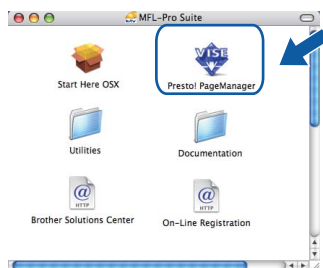 MFL-Pro Suite
Start Here OSX
VISE
Presto! PageManager
Utilities
Documentation
@
HTTP
@
HTTP
Brother Solutions Center
On-Line Registration